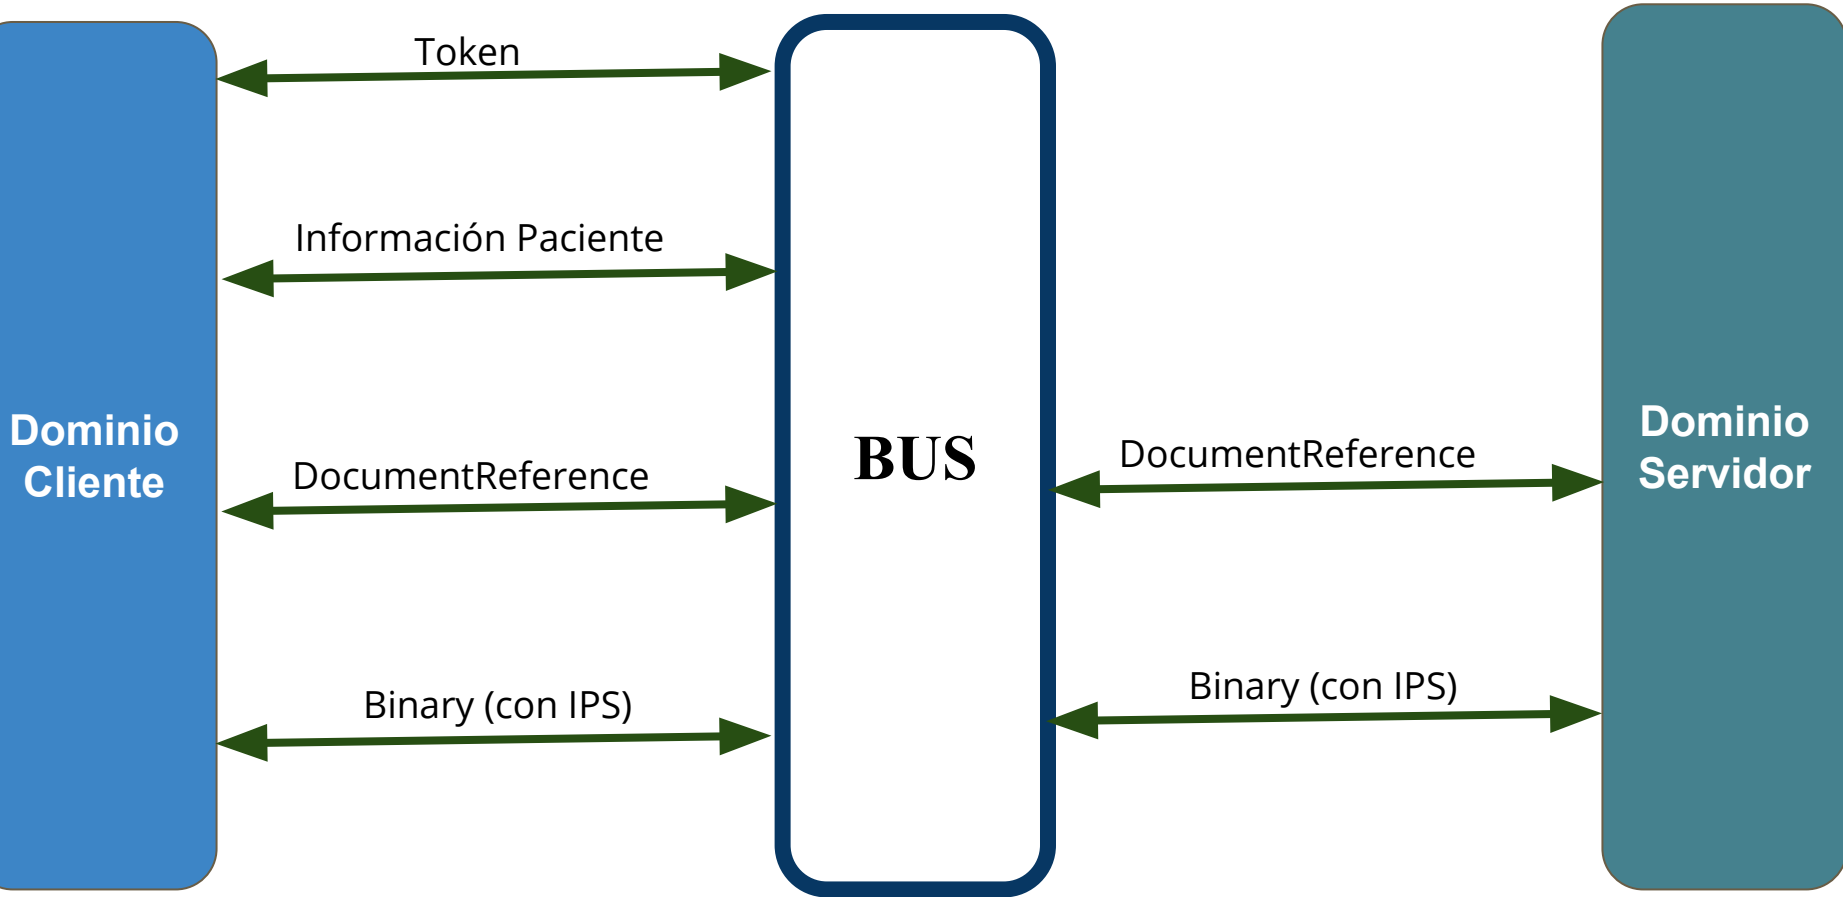 Token
Información Paciente
Dominio
Cliente
DocumentReference
Binary (con IPS)
BUS
DocumentReference
Binary (con IPS)
Dominio
Servidor